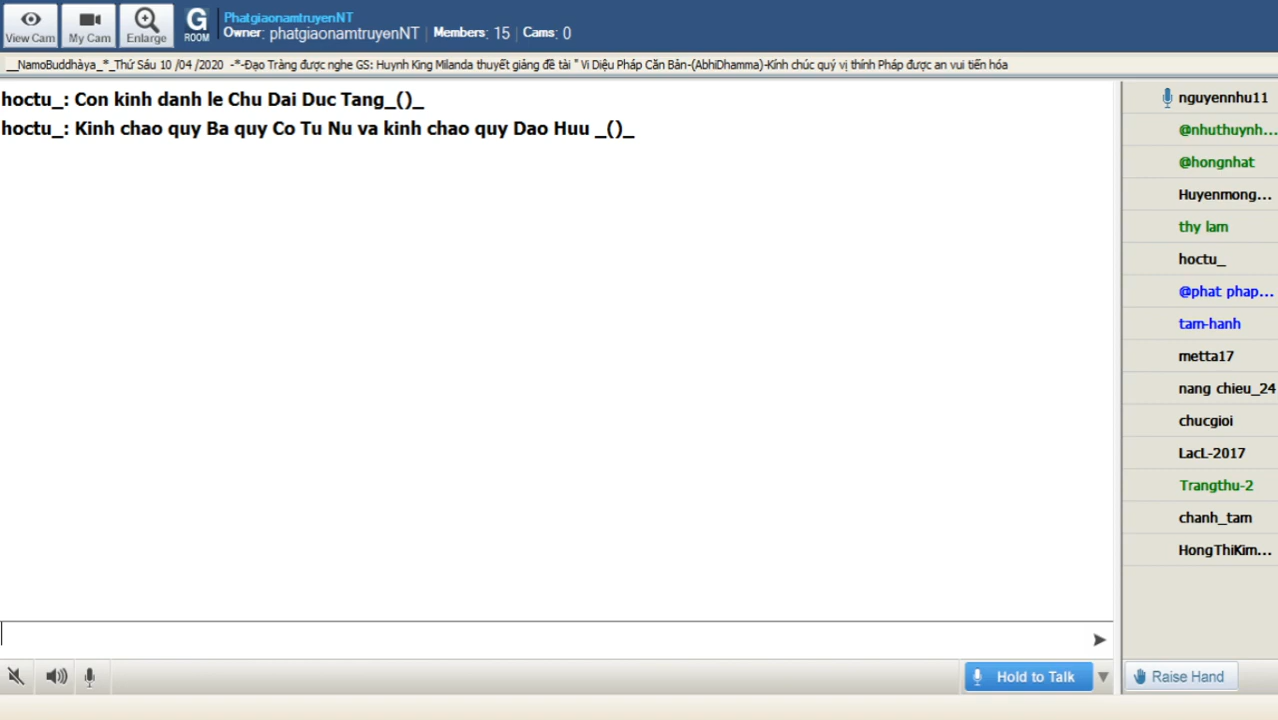 View Cam
My Cam
Enlarge
G
ROOM
PhatgiaonamtruyenNT
Owner: phatgiaonamtruyenNT | Members: 15 | Cams: 0
__NamoBuddhàya_*_Thứ Sáu 10 /04 /2020 -*-Đạo Tràng được nghe GS: Huynh King Milanda thuyết giảng đề tài " Vi Diệu Pháp Căn Bản-(AbhiDhamma)-Kính chúc quý vị thính Pháp được an vui tiến hóa
hoctu_: Con kinh danh le Chu Dai Duc Tang_()_
hoctu_: Kinh chao quy Ba quy Co Tu Nu va kinh chao quy Dao Huu _()_
nguyennhu11
@nhuthuynh...
@hongnhat
Huyenmong...
thy lam
hoctu_
@phat phap...
tam-hanh
metta17
nang chieu_24
chucgioi
LacL-2017
Trangthu-2
chanh_tam
HongThiKim...
Hold to Talk
Raise Hand